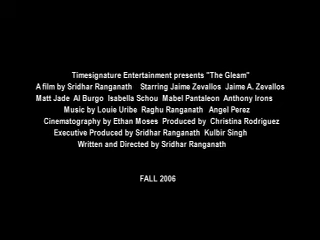 Timesignature Entertainment presents "The Gleam"
A film by Sridhar Ranganath Starring Jaime Zevallos Jaime A. Zevallos
Matt Jade Al Burgo Isabella Schou Mabel Pantaleon Anthony Irons
Music by Louie Uribe Raghu Ranganath Angel Perez
Cinematography by Ethan Moses Produced by Christina Rodriguez
Executive Produced by Sridhar Ranganath Kulbir Singh
Written and Directed by Sridhar Ranganath
FALL 2006